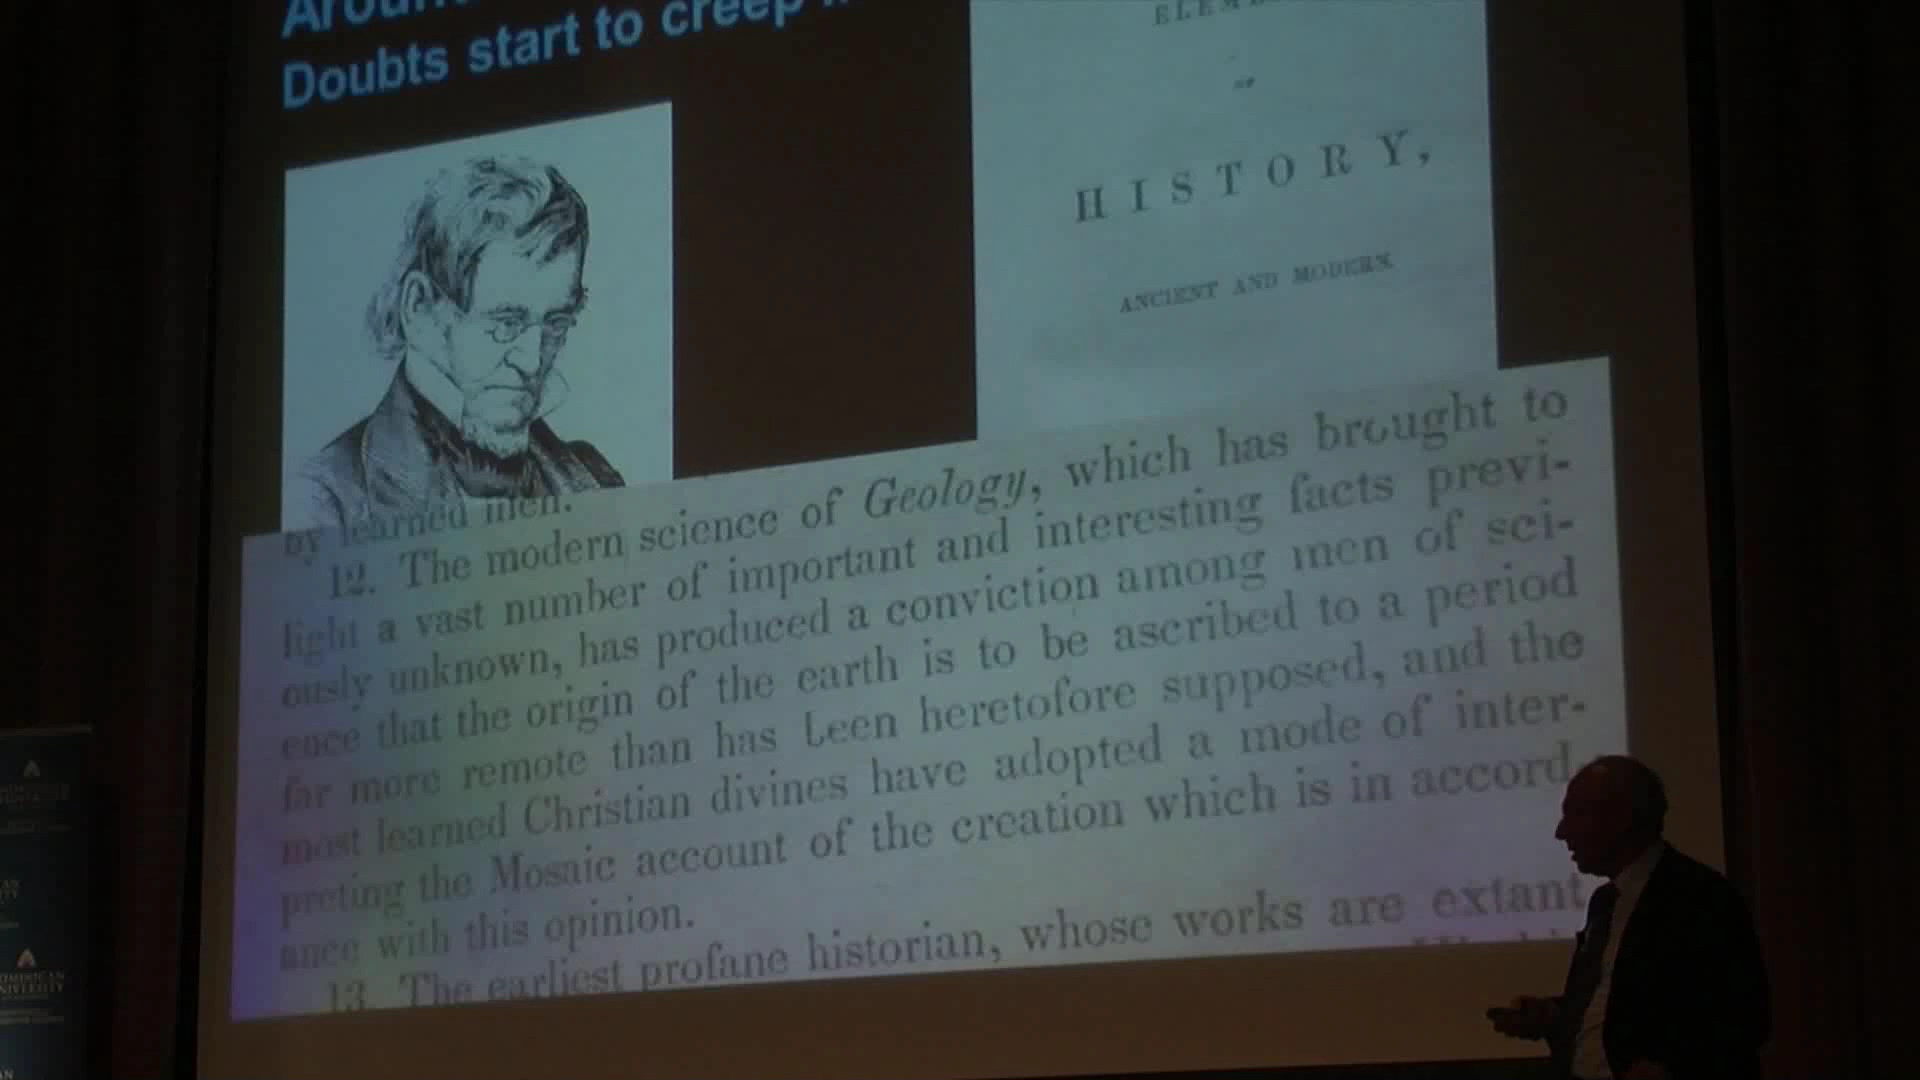 Doubts start to creep
HISTORY,
ANCIENT AND MODERN.
by learned men.
12. The modern science of Geology, which has brought to
light a vast number of important and interesting facts previ-
ously unknown, has produced a conviction among men of sci-
ence that the origin of the earth is to be ascribed to a period
far more remote than has been heretofore supposed, and the
most learned Christian divines have adopted a mode of inter-
preting the Mosaic account of the creation which is in accord
ance with this opinion.
13. The earliest profane historian, whose works are extant